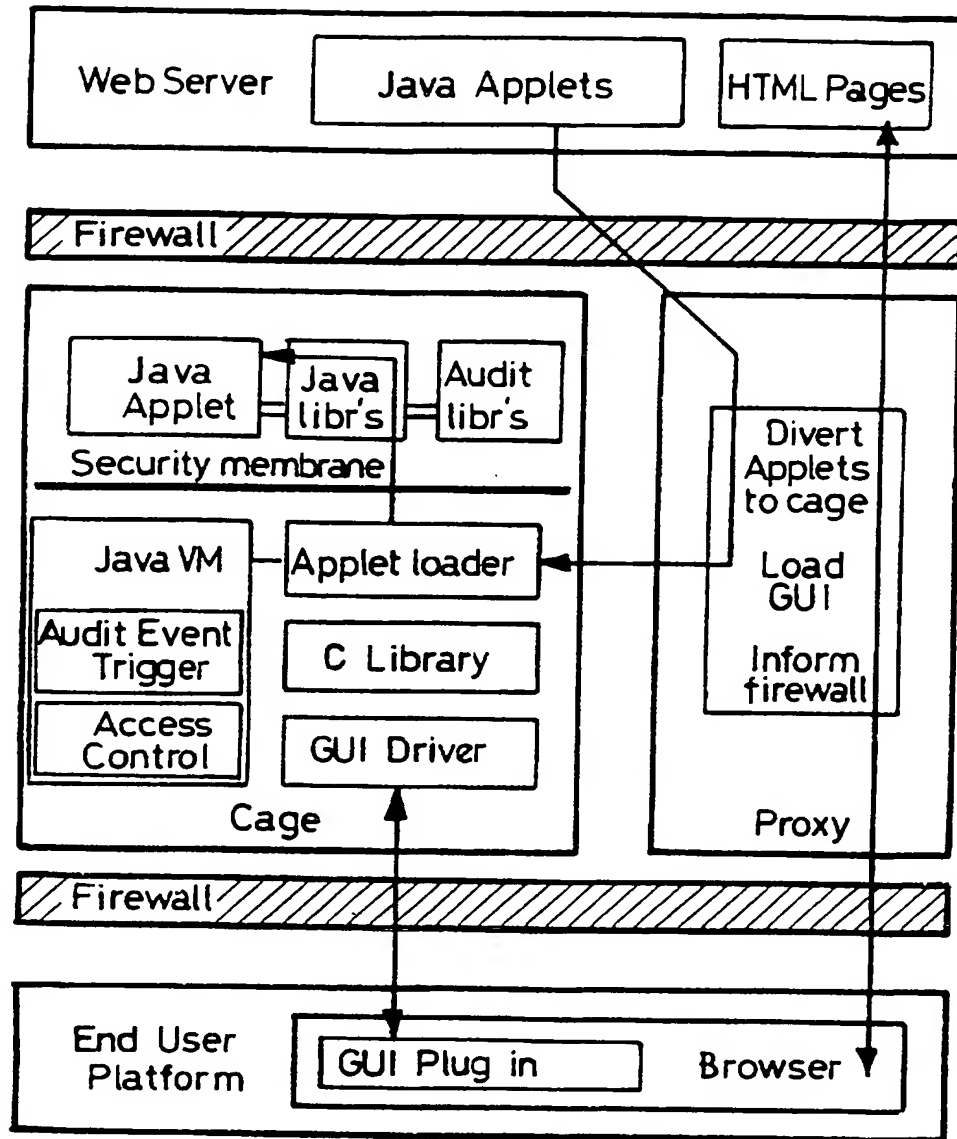 Web Server
Java Applets
HTML Pages
Firewall
Java
Applet
Java
libr's
Audit
libr's
Security membrane
Java VM
Applet loader
Audit Event
Trigger
C Library
Access
Control
GUI Driver
Cage
Divert
Applets
to cage
Load
GUI
Inform
firewall
Proxy
Firewall
End User
Platform
GUI Plug in
Browser